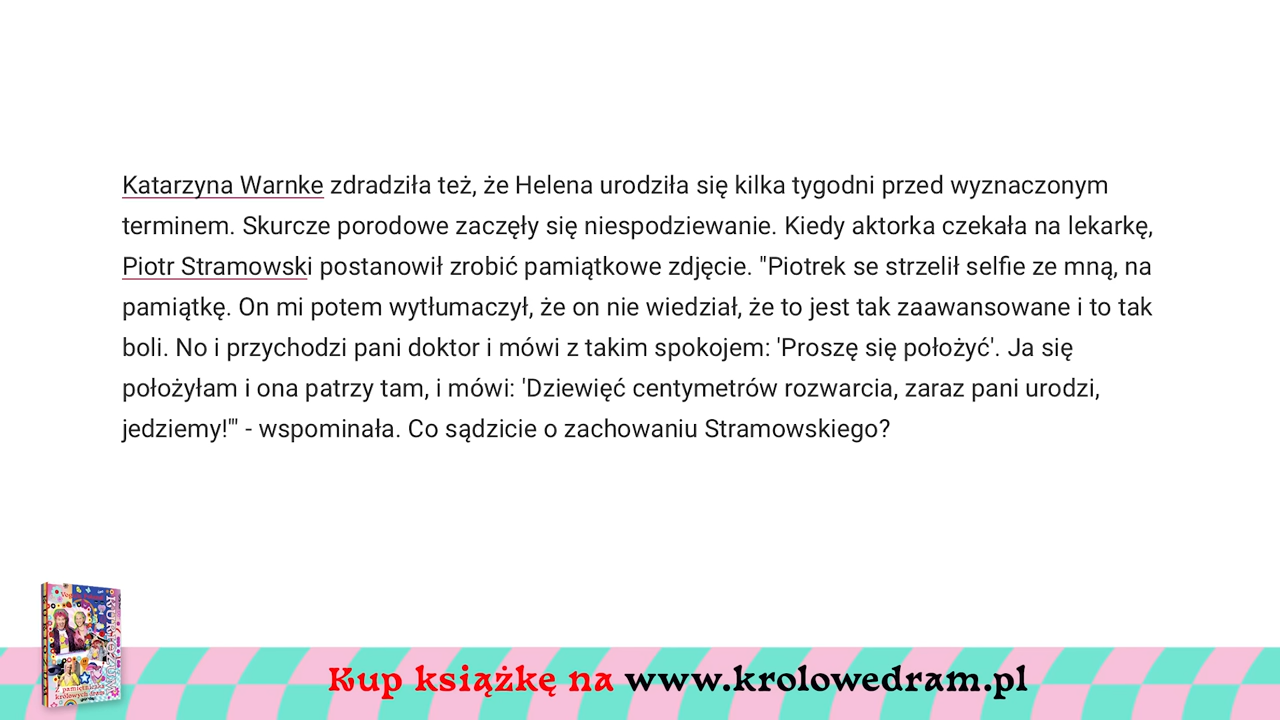 Katarzyna Warnke zdradziła też, że Helena urodziła się kilka tygodni przed wyznaczonym
terminem. Skurcze porodowe zaczęły się niespodziewanie. Kiedy aktorka czekała na lekarkę,
Piotr Stramowski postanowił zrobić pamiątkowe zdjęcie. "Piotrek se strzelił selfie ze mną, na
pamiątkę. On mi potem wytłumaczył, że on nie wiedział, że to jest tak zaawansowane i to tak
boli. No i przychodzi pani doktor i mówi z takim spokojem: 'Proszę się położyć'. Ja się
położyłam i ona patrzy tam, i mówi: 'Dziewięć centymetrów rozwarcia, zaraz pani urodzi,
jedziemy!'" - wspominała. Co sądzicie o zachowaniu Stramowskiego?
Z pamiętnika
królowych dram
Kup książkę na www.krolowedram.pl